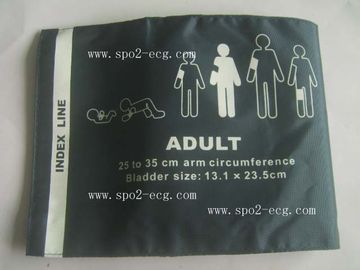 www.spo2-ecg.com
INDEX LINE
ADULT
25 to 35 cm arm circumference
Bladder size: 13.1 × 23.5cm
www.spo2-ecg.com
www.spo2-ecg.com